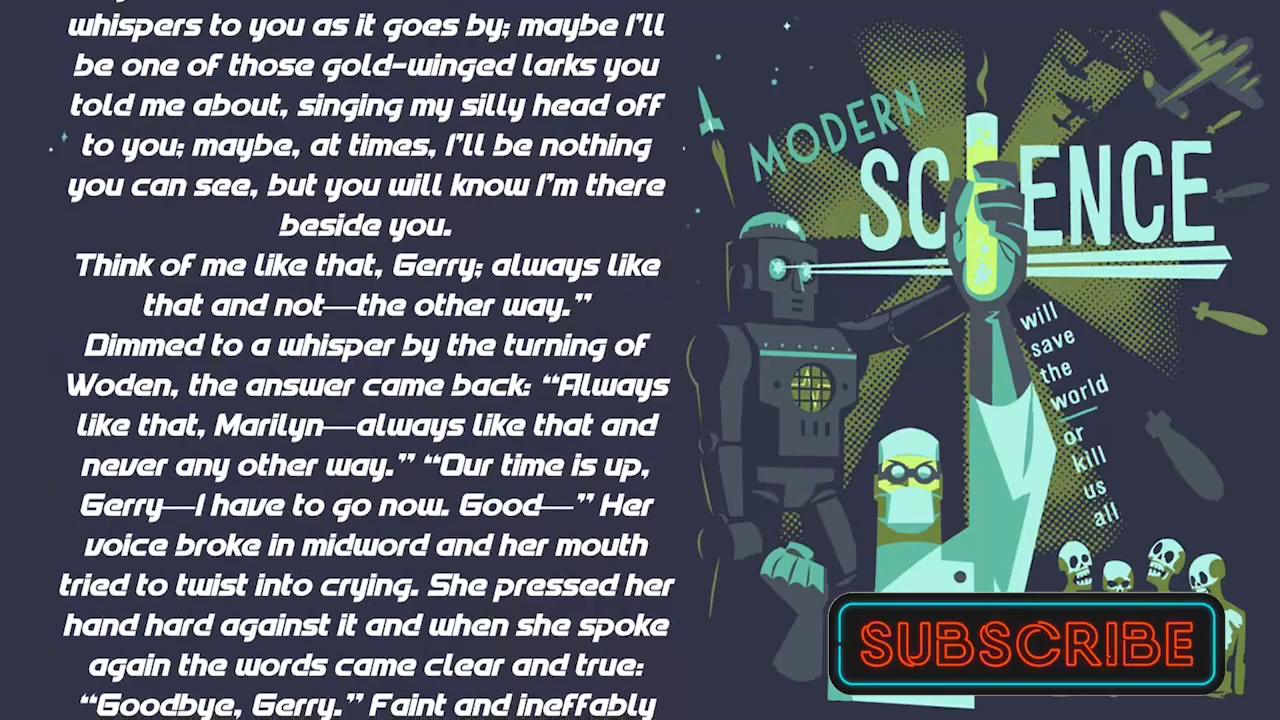 whispers to you as it goes by; maybe I'll
be one of those gold-winged larks you
told me about, singing my silly head off
to you; maybe, at times, I'll be nothing
you can see, but you will know I'm there
beside you.
Think of me like that, Gerry; always like
that and not—the other way.”
Dimmed to a whisper by the turning of
Woden, the answer came back: “Always
like that, Marilyn—always like that and
never any other way.” “Our time is up,
Gerry—I have to go now. Good—” Her
voice broke in midword and her mouth
tried to twist into crying. She pressed her
hand hard against it and when she spoke
again the words came clear and true:
“Goodbye, Gerry.” Faint and ineffably
MODERN
SCIENCE
will
save
the
world
or
kill
us
all
SUBSCRIBE